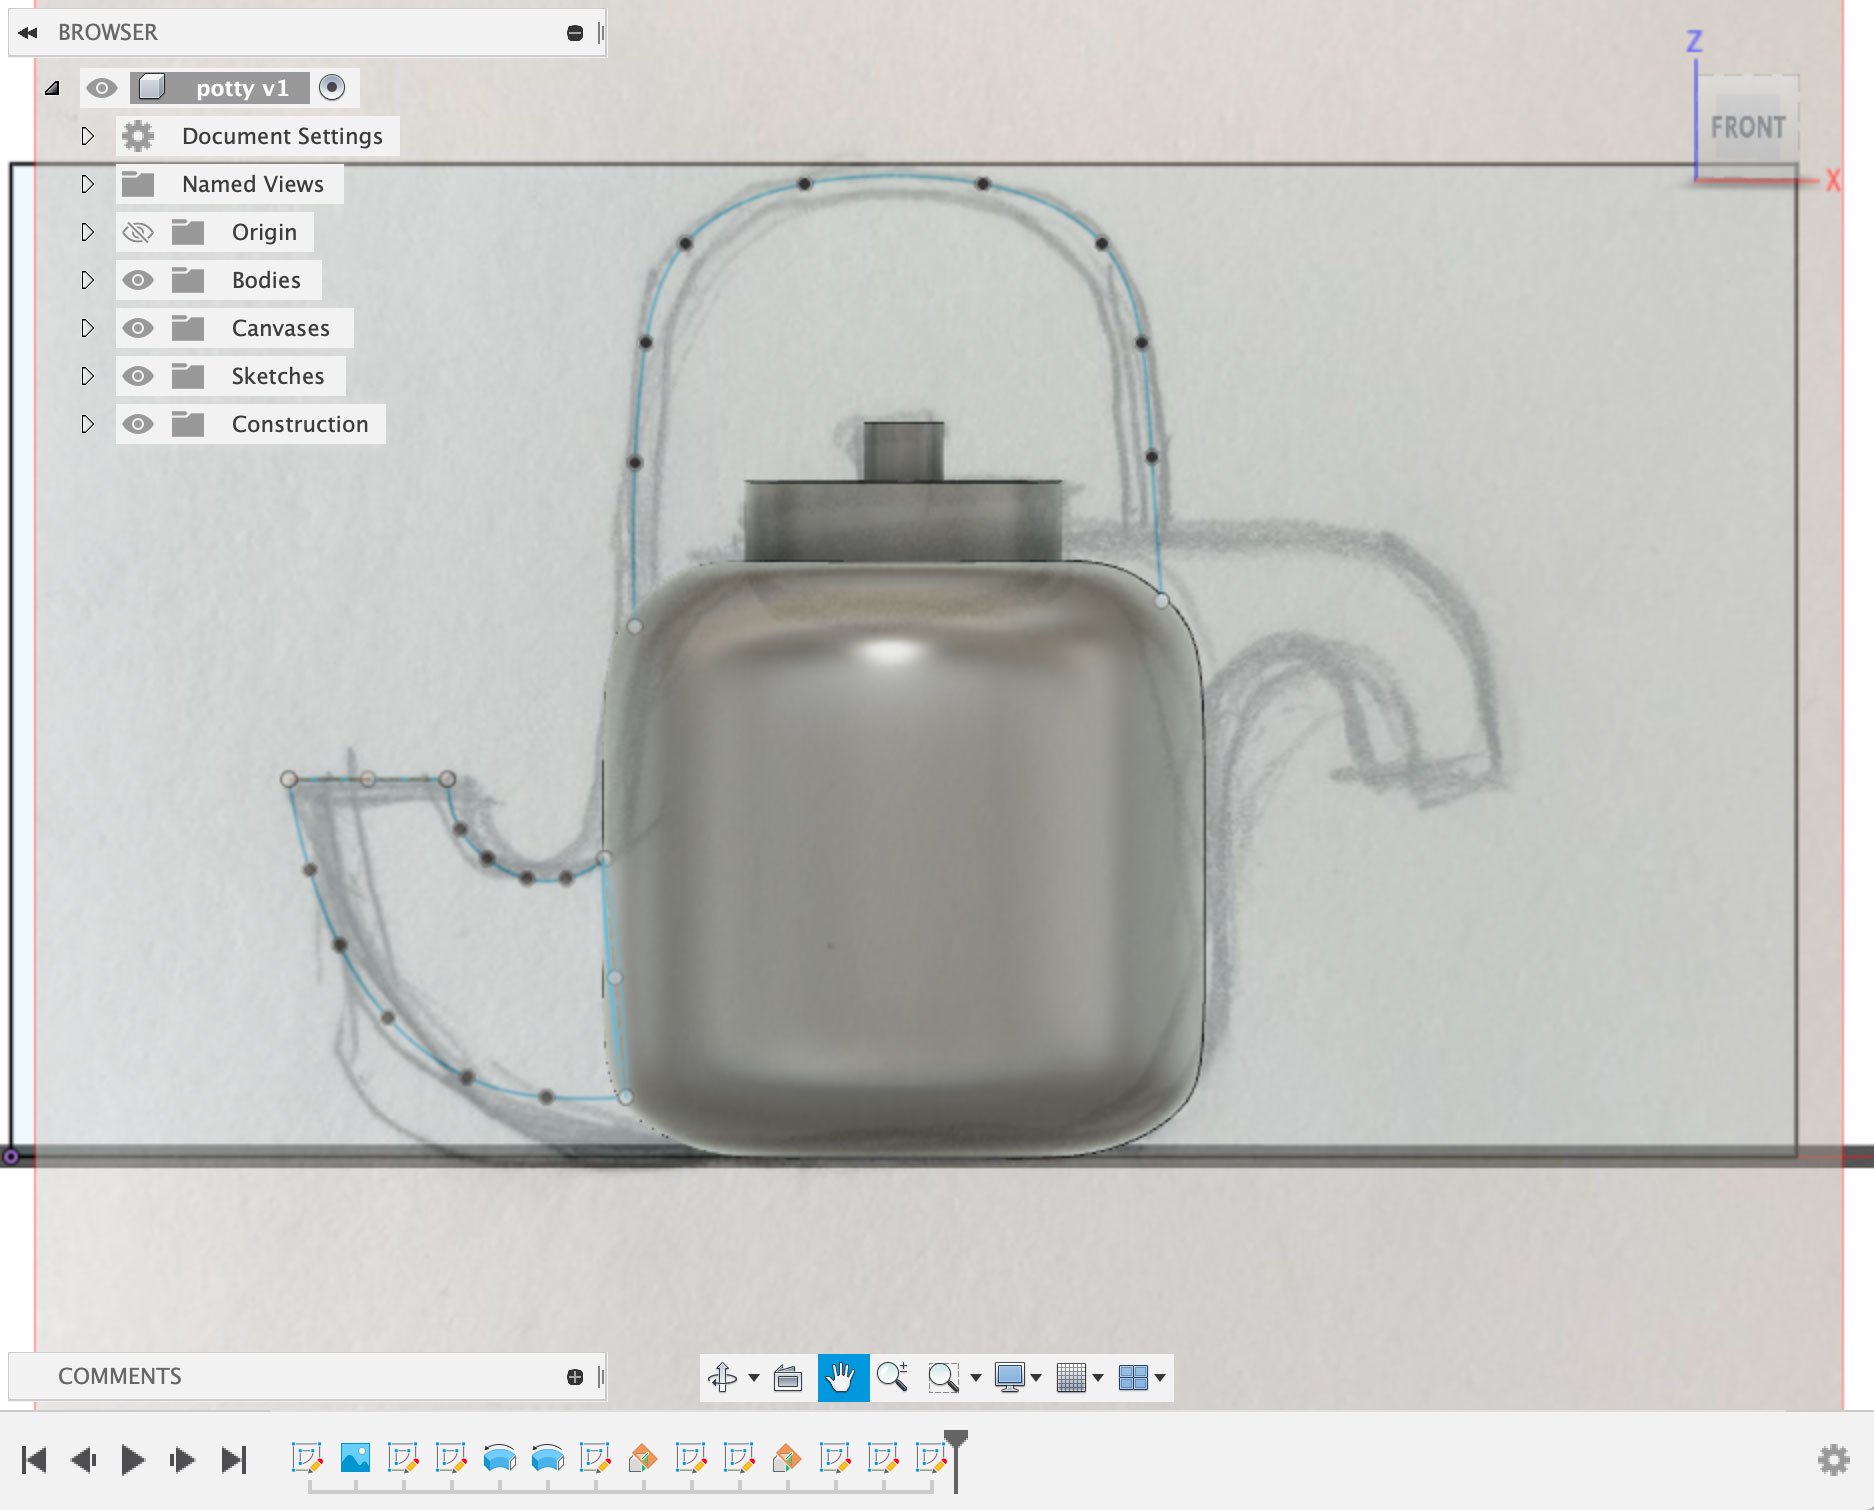 BROWSER
potty v1
Document Settings
Named Views
Origin
Bodies
Canvases
Sketches
Construction
Z
FRONT
X
COMMENTS